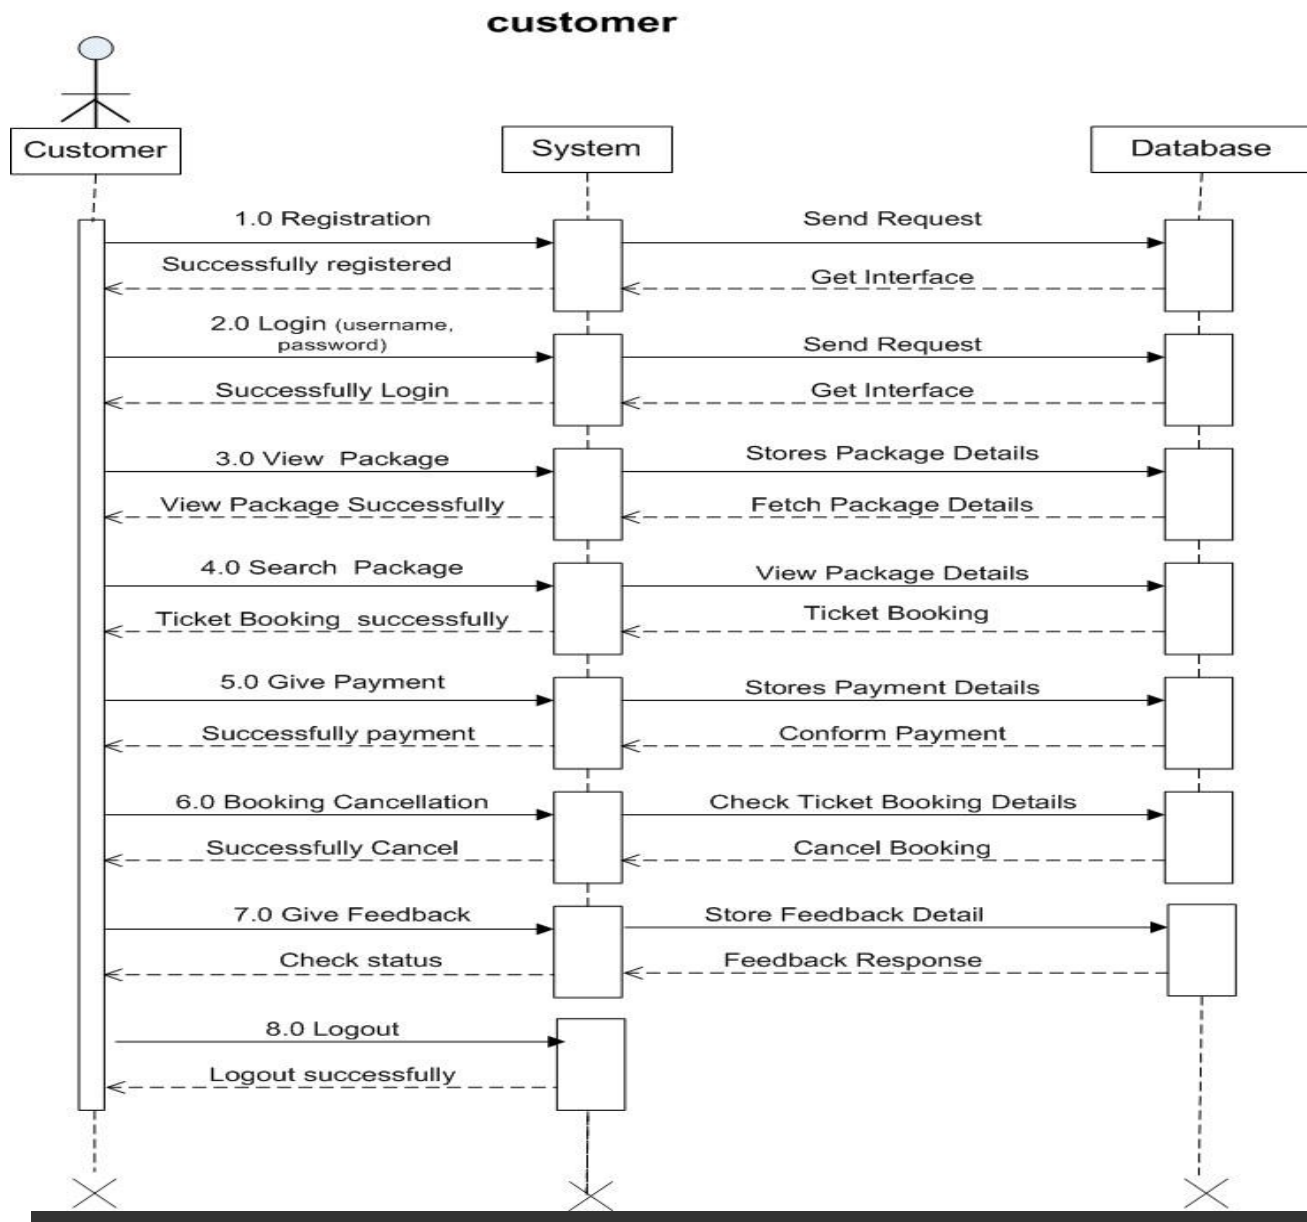 customer
Customer
System
Database
1.0 Registration
Send Request
Successfully registered
Get Interface
2.0 Login (username,
password)
Send Request
Successfully Login
Get Interface
3.0 View Package
Stores Package Details
View Package Successfully
Fetch Package Details
4.0 Search Package
View Package Details
Ticket Booking successfully
Ticket Booking
5.0 Give Payment
Stores Payment Details
Successfully payment
Conform Payment
6.0 Booking Cancellation
Check Ticket Booking Details
Successfully Cancel
Cancel Booking
7.0 Give Feedback
Store Feedback Detail
Check status
Feedback Response
8.0 Logout
Logout successfully